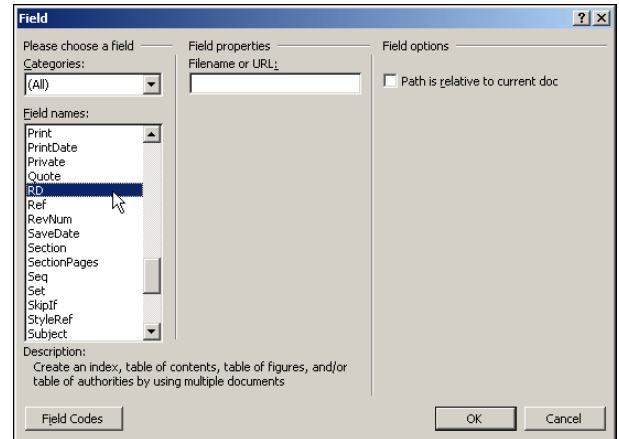 Field
Please choose a field
Categories:
(All)
Field names:
Print
PrintDate
Private
Quote
RD
Ref
RevNum
SaveDate
Section
SectionPages
Seq
Set
SkipIf
StyleRef
Subject
Field properties
Filename or URL:
Field options
Path is relative to current doc
Description:
Create an index, table of contents, table of figures, and/or
table of authorities by using multiple documents
Field Codes
OK
Cancel